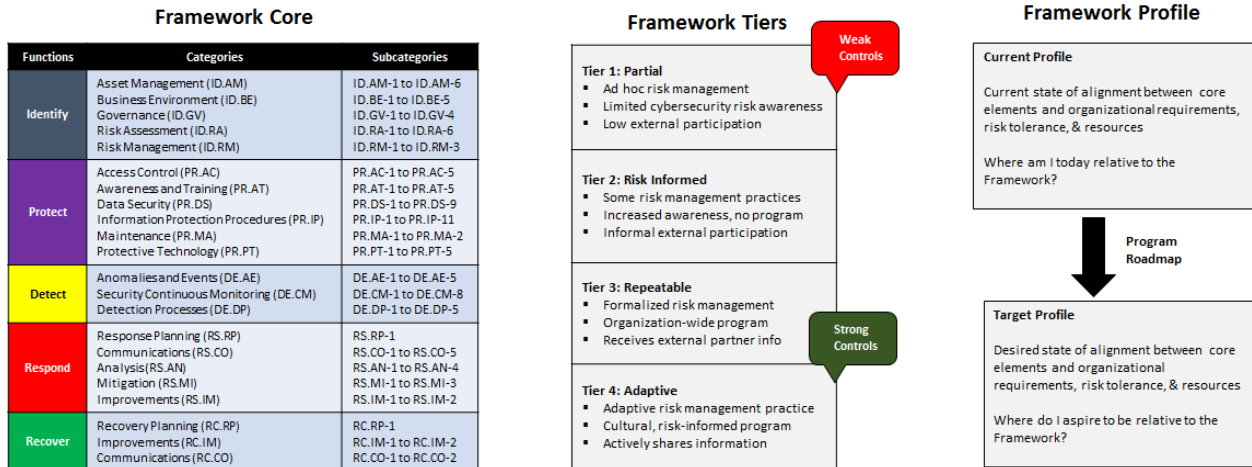 Framework Core
Functions Categories Subcategories
Identify
Asset Management (ID.AM) ID.AM-1 to ID.AM-6
Business Environment (ID.BE) ID.BE-1 to ID.BE-5
Governance (ID.GV) ID.GV-1 to ID.GV-4
Risk Assessment (ID.RA) ID.RA-1 to ID.RA-6
Risk Management (ID.RM) ID.RM-1 to ID.RM-3
Protect
Access Control (PR.AC) PR.AC-1 to PR.AC-5
Awareness and Training (PR.AT) PR.AT-1 to PR.AT-5
Data Security (PR.DS) PR.DS-1 to PR.DS-9
Information Protection Procedures (PR.IP) PR.IP-1 to PR.IP-11
Maintenance (PR.MA) PR.MA-1 to PR.MA-2
Protective Technology (PR.PT) PR.PT-1 to PR.PT-5
Detect
Anomalies and Events (DE.AE) DE.AE-1 to DE.AE-5
Security Continuous Monitoring (DE.CM) DE.CM-1 to DE.CM-8
Detection Processes (DE.DP) DE.DP-1 to DE.DP-5
Respond
Response Planning (RS.RP) RS.RP-1
Communications (RS.CO) RS.CO-1 to RS.CO-5
Analysis (RS.AN) RS.AN-1 to RS.AN-4
Mitigation (RS.MI) RS.MI-1 to RS.MI-3
Improvements (RS.IM) RS.IM-1 to RS.IM-2
Recover
Recovery Planning (RC.RP) RC.RP-1
Improvements (RC.IM) RC.IM-1 to RC.IM-2
Communications (RC.CO) RC.CO-1 to RC.CO-2
Framework Tiers
Weak
Controls
Tier 1: Partial
▪ Ad hoc risk management
▪ Limited cybersecurity risk awareness
▪ Low external participation
Tier 2: Risk Informed
▪ Some risk management practices
▪ Increased awareness, no program
▪ Informal external participation
Tier 3: Repeatable
▪ Formalized risk management
▪ Organization-wide program
▪ Receives external partner info
Strong
Controls
Tier 4: Adaptive
▪ Adaptive risk management practice
▪ Cultural, risk-informed program
▪ Actively shares information
Framework Profile
Current Profile
Current state of alignment between core
elements and organizational requirements,
risk tolerance, & resources
Where am I today relative to the
Framework?
Program
Roadmap
Target Profile
Desired state of alignment between core
elements and organizational
requirements, risk tolerance, & resources
Where do I aspire to be relative to the
Framework?